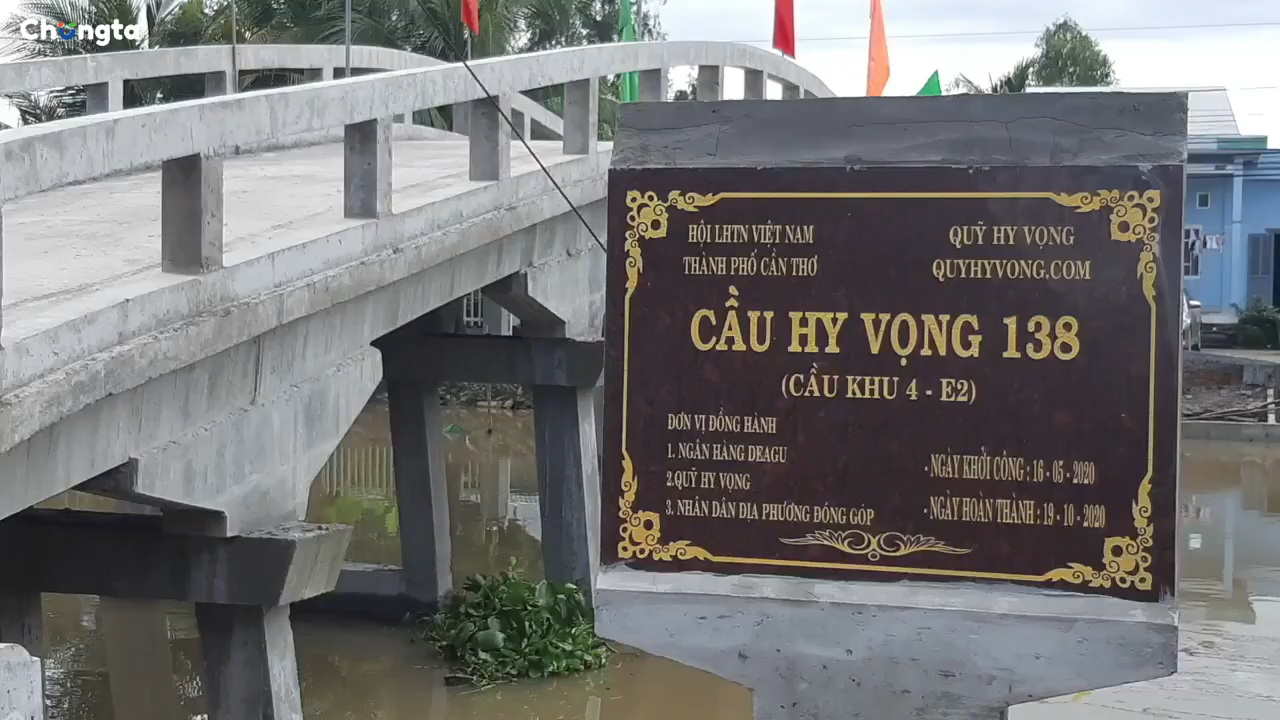 Chúngta
HỘI LHTN VIỆT NAM
THÀNH PHỐ CẦN THƠ
QUỸ HY VỌNG
QUYHYVONG.COM
CẦU HY VỌNG 138
(CẦU KHU 4 - E2)
ĐƠN VỊ ĐỒNG HÀNH
1. NGÂN HÀNG DEAGU
2.QUỸ HY VỌNG
3. NHÂN DÂN ĐỊA PHƯƠNG ĐÓNG GÓP
- NGÀY KHỞI CÔNG : 16 - 05 - 2020
- NGÀY HOÀN THÀNH : 19 - 10 - 2020